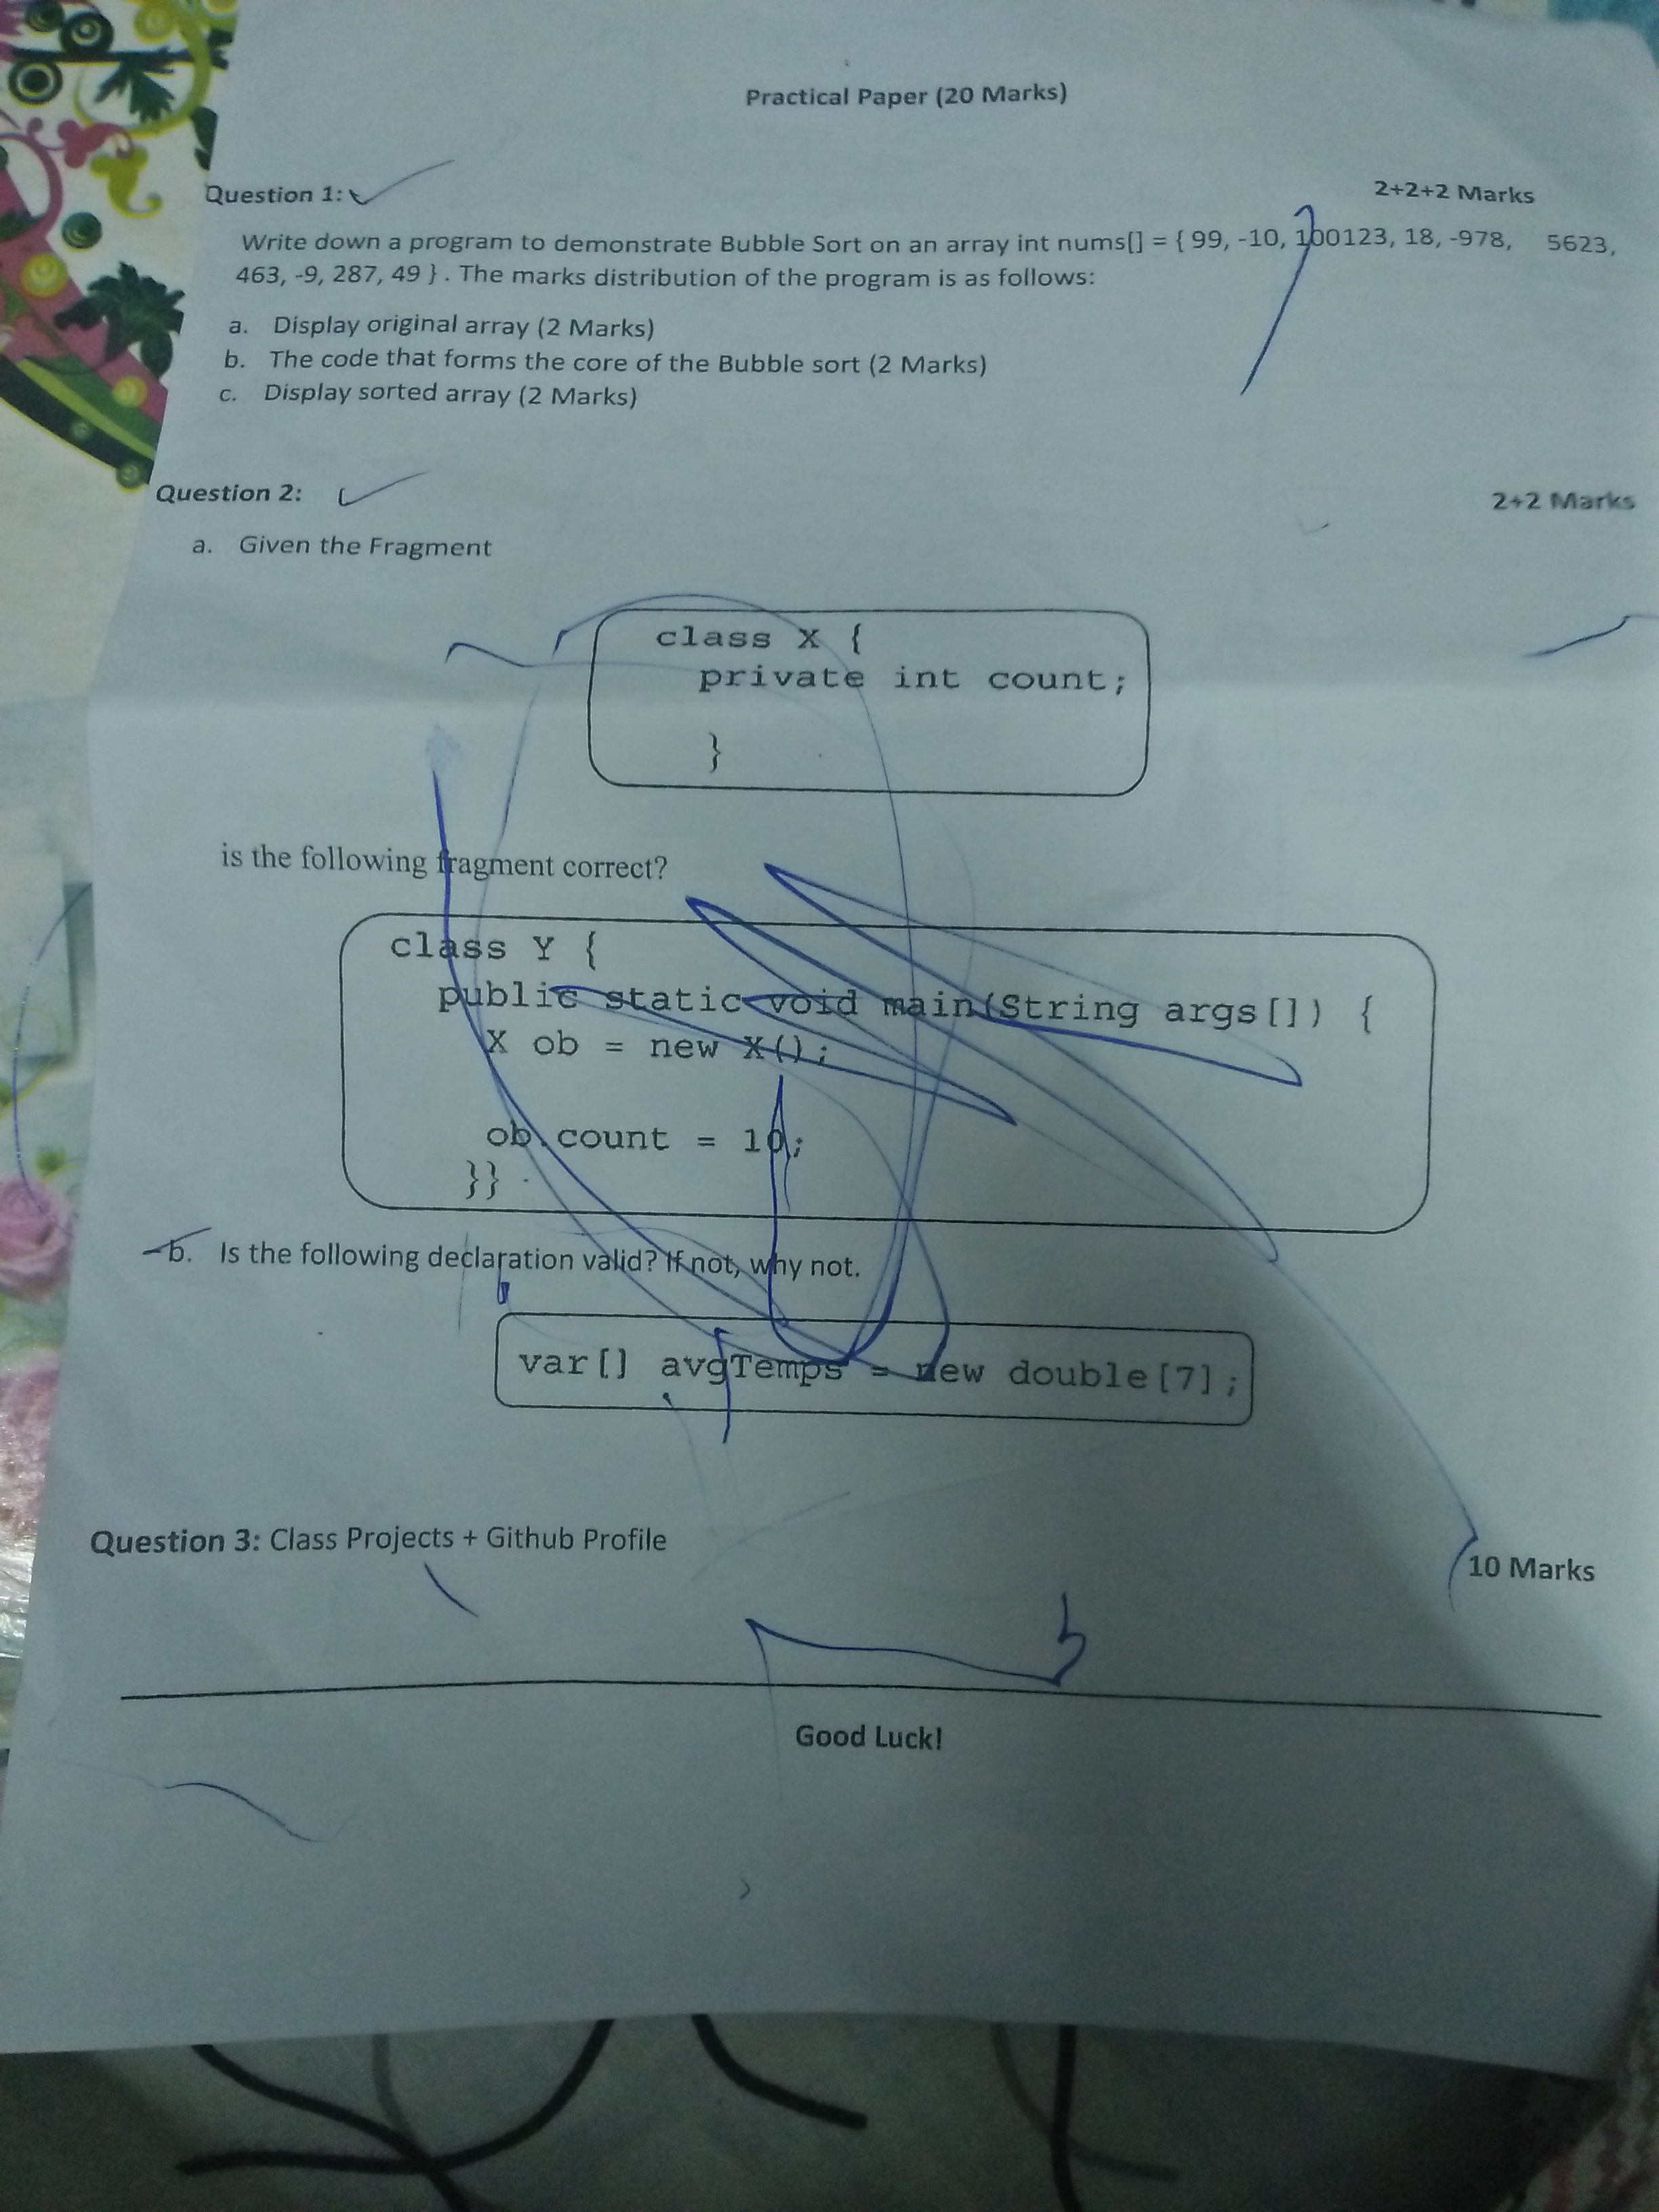 Practical Paper (20 Marks)
Question 1:
2+2+2 Marks
Write down a program to demonstrate Bubble Sort on an array int nums[] = { 99, -10, 100123, 18, -978, 5623,
463, -9, 287, 49 } . The marks distribution of the program is as follows:
a. Display original array (2 Marks)
b. The code that forms the core of the Bubble sort (2 Marks)
c. Display sorted array (2 Marks)
Question 2:
2+2 Marks
a. Given the Fragment
class X {
private int count;
}
is the following fragment correct?
class Y {
public static void main(String args[]) {
X ob = new X();
ob.count = 10;
}}
b. Is the following declaration valid? If not, why not.
var[] avgTemps = new double[7];
Question 3: Class Projects + Github Profile
10 Marks
Good Luck!